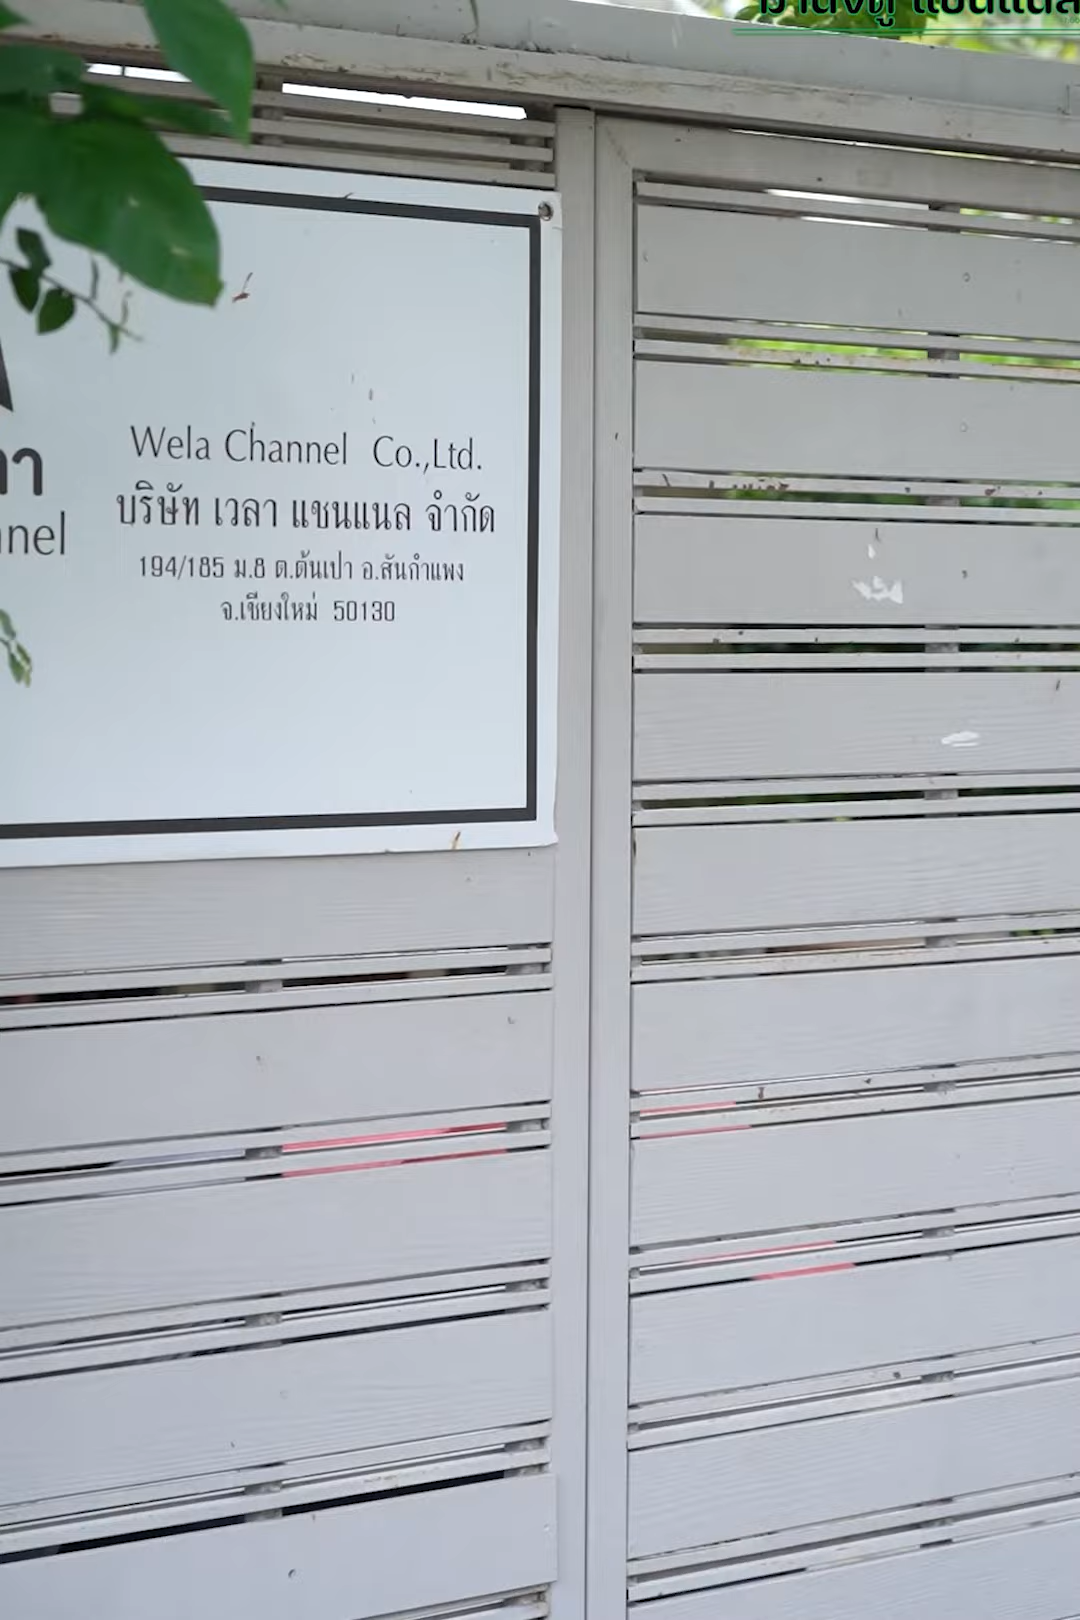 Wela Channel Co.,Ltd.
บริษัท เวลา แชนแนล จำกัด
194/185 ม.8 ต.ต้นเปา อ.สันกำแพง
จ.เชียงใหม่ 50130